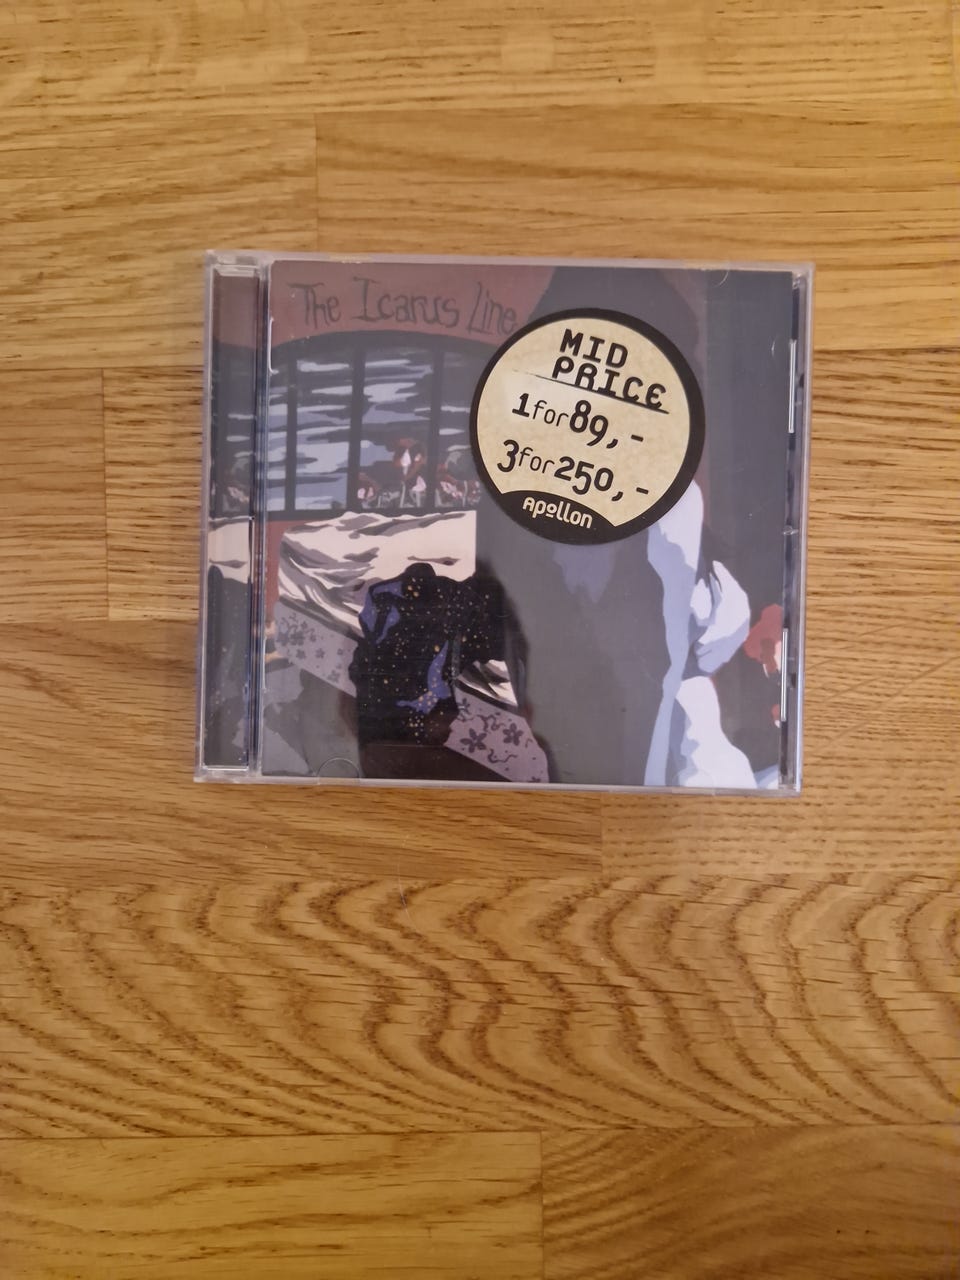 The Icarus Line
MID
PRICE
1for89,-
3for250,-
Apollon